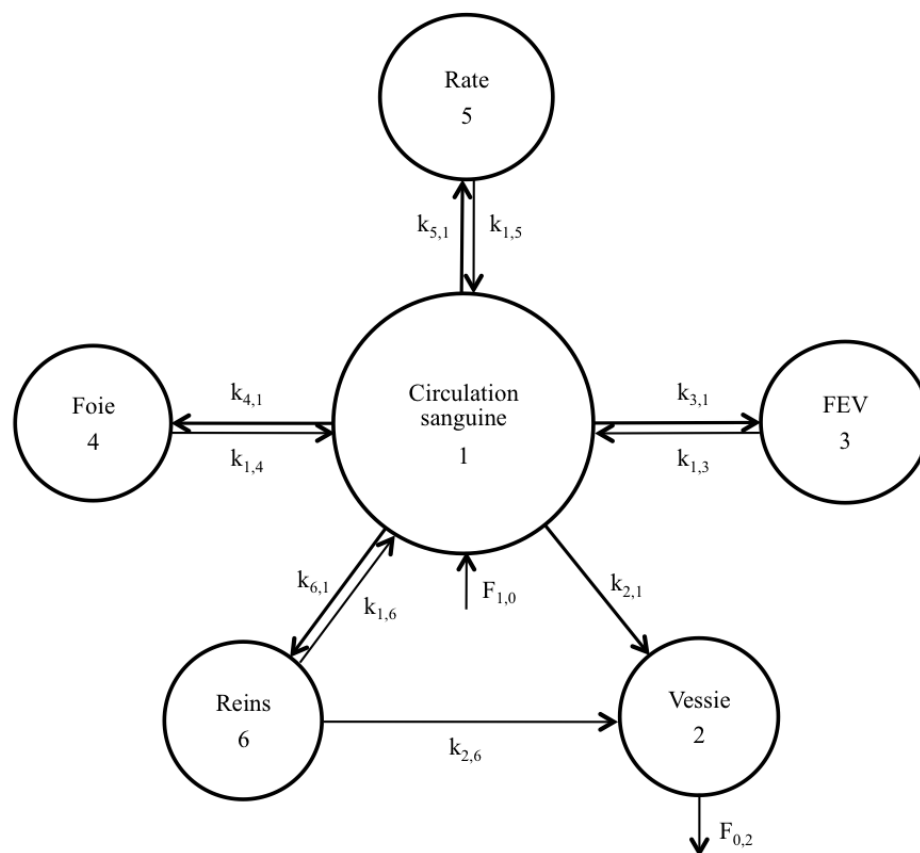 Rate
5
k5,1
k1,5
Foie
4
k4,1
k1,4
Circulation
sanguine
1
k3,1
k1,3
FEV
3
k6,1
k1,6
F1,0
k2,1
Reins
6
k2,6
Vessie
2
F0,2